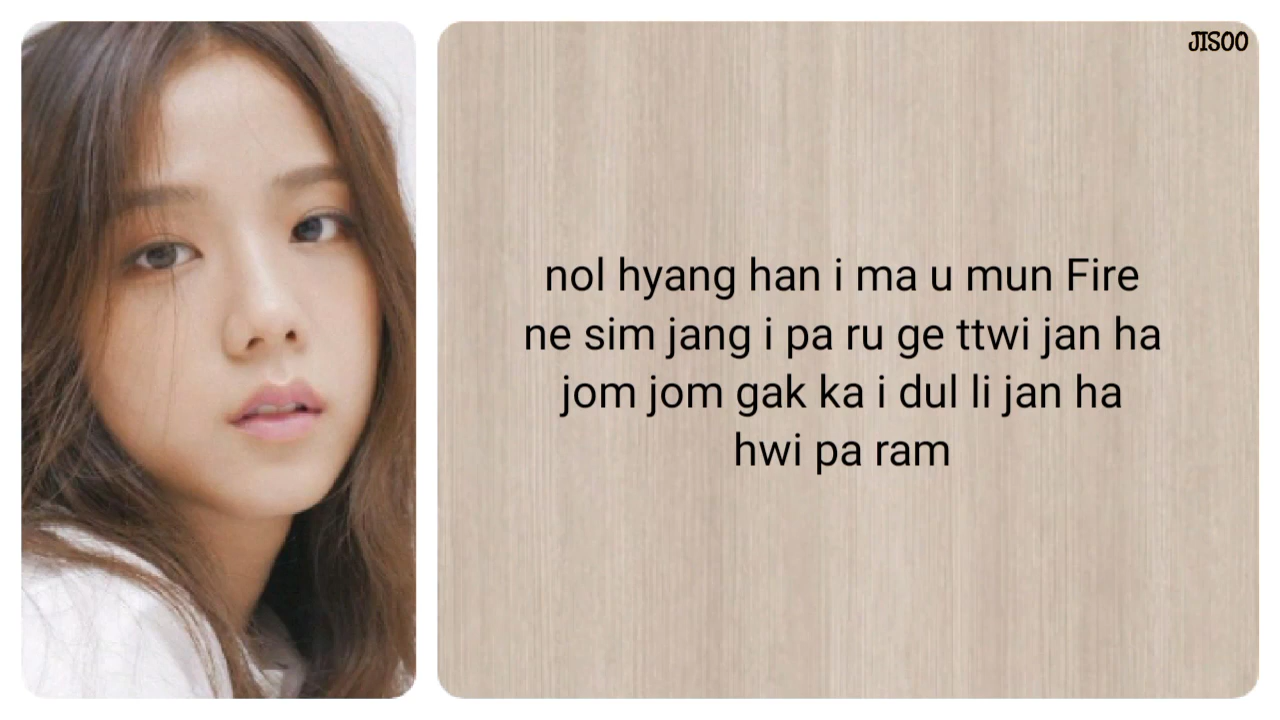 JISOO
nol hyang han i ma u mun Fire
ne sim jang i pa ru ge ttwi jan ha
jom jom gak ka i dul li jan ha
hwi pa ram